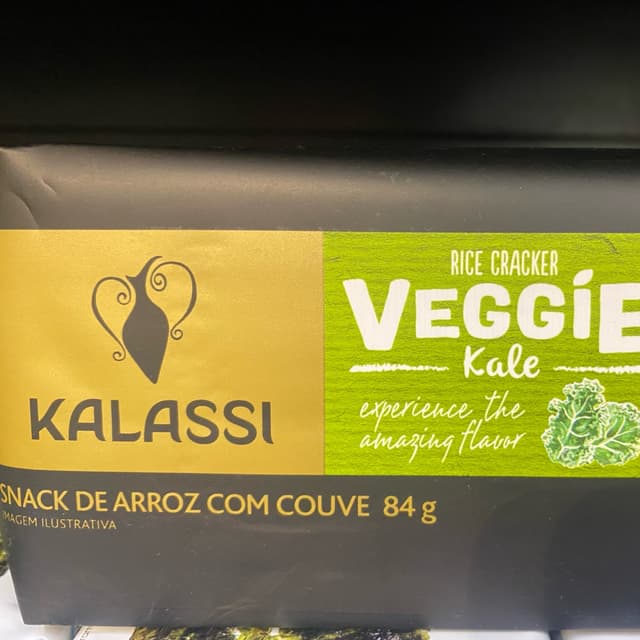 KALASSI
RICE CRACKER
VEGGIE
Kale
experience the
amazing flavor
SNACK DE ARROZ COM COUVE 84 g
IMAGEM ILUSTRATIVA